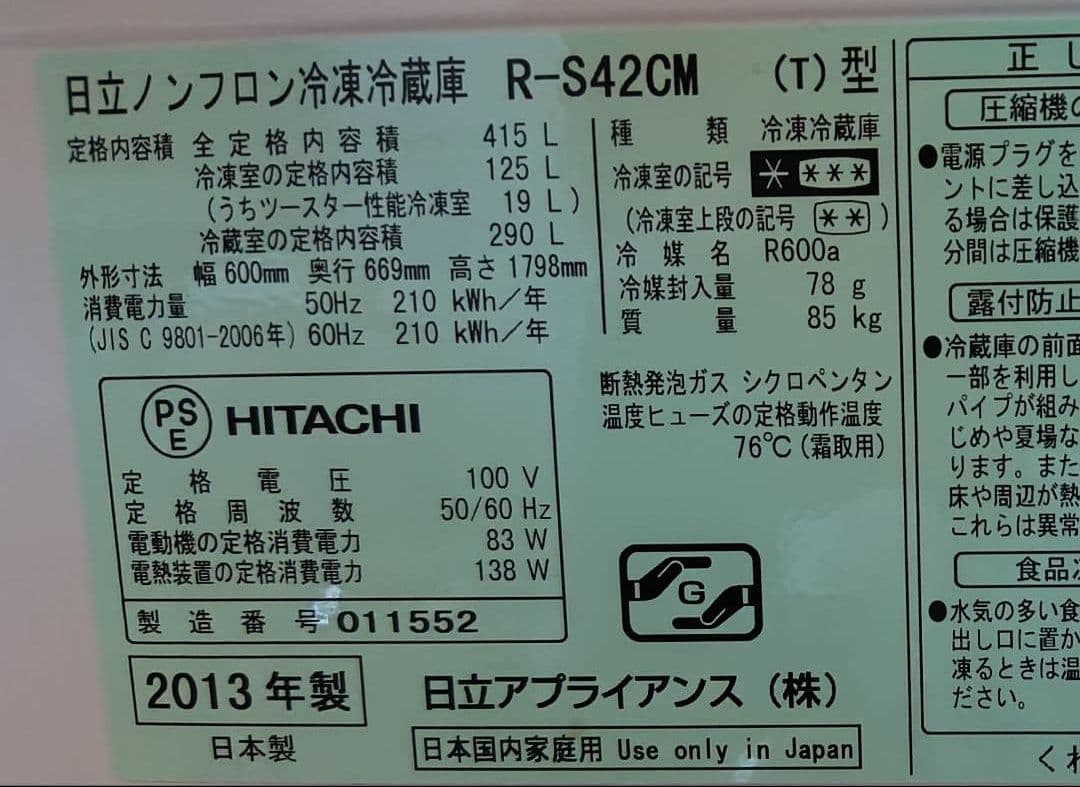 日立ノンフロン冷凍冷蔵庫 R-S42CM (T)型
定格内容積 全定格内容積 415 L
冷凍室の定格内容積 125 L
(うちツースター性能冷凍室 19 L)
冷蔵室の定格内容積 290 L
外形寸法 幅 600mm 奥行 669mm 高さ 1798mm
消費電力量 50Hz 210 kWh/年
(JIS C 9801-2006年) 60Hz 210 kWh/年
種類 冷凍冷蔵庫
冷凍室の記号 * ***
(冷凍室上段の記号 **)
冷媒名 R600a
冷媒封入量 78 g
質量 85 kg
断熱発泡ガス シクロペンタン
温度ヒューズの定格動作温度
76℃(霜取用)
PSE HITACHI
定格電圧 100 V
定格周波数 50/60 Hz
電動機の定格消費電力 83 W
電熱装置の定格消費電力 138 W
製造番号 011552
G
2013年製
日本製
日立アプライアンス(株)
日本国内家庭用 Use only in Japan
正し
圧縮機の
●電源プラグを
ントに差し込
る場合は保護
分間は圧縮機
露付防止
●冷蔵庫の前面
一部を利用し
パイプが組み
じめや夏場な
ります。また
床や周辺が熱
これらは異常
食品冫
●水気の多い食
出し口に置か
凍るときは温
ださい。
くれ